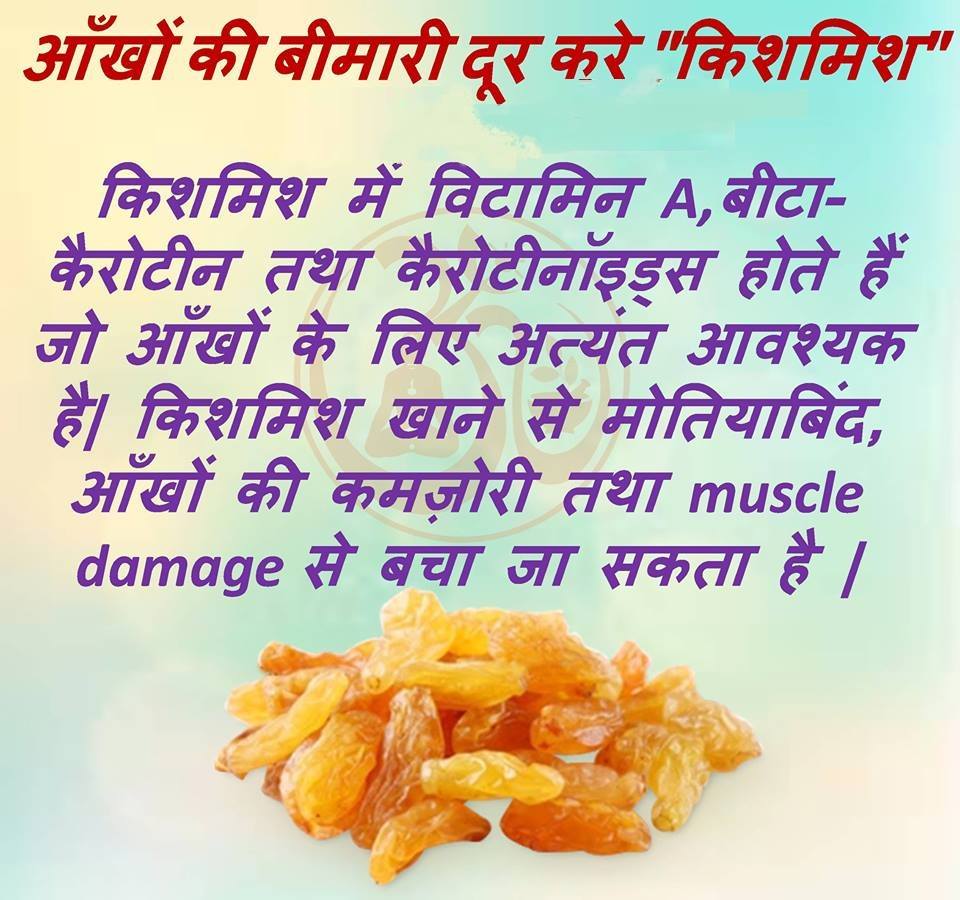 आँखों की बीमारी दूर करे "किशमिश"
किशमिश में विटामिन A,बीटा-
कैरोटीन तथा कैरोटीनॉइड्स होते हैं
जो आँखों के लिए अत्यंत आवश्यक
है| किशमिश खाने से मोतियाबिंद,
आँखों की कमज़ोरी तथा muscle
damage से बचा जा सकता है |